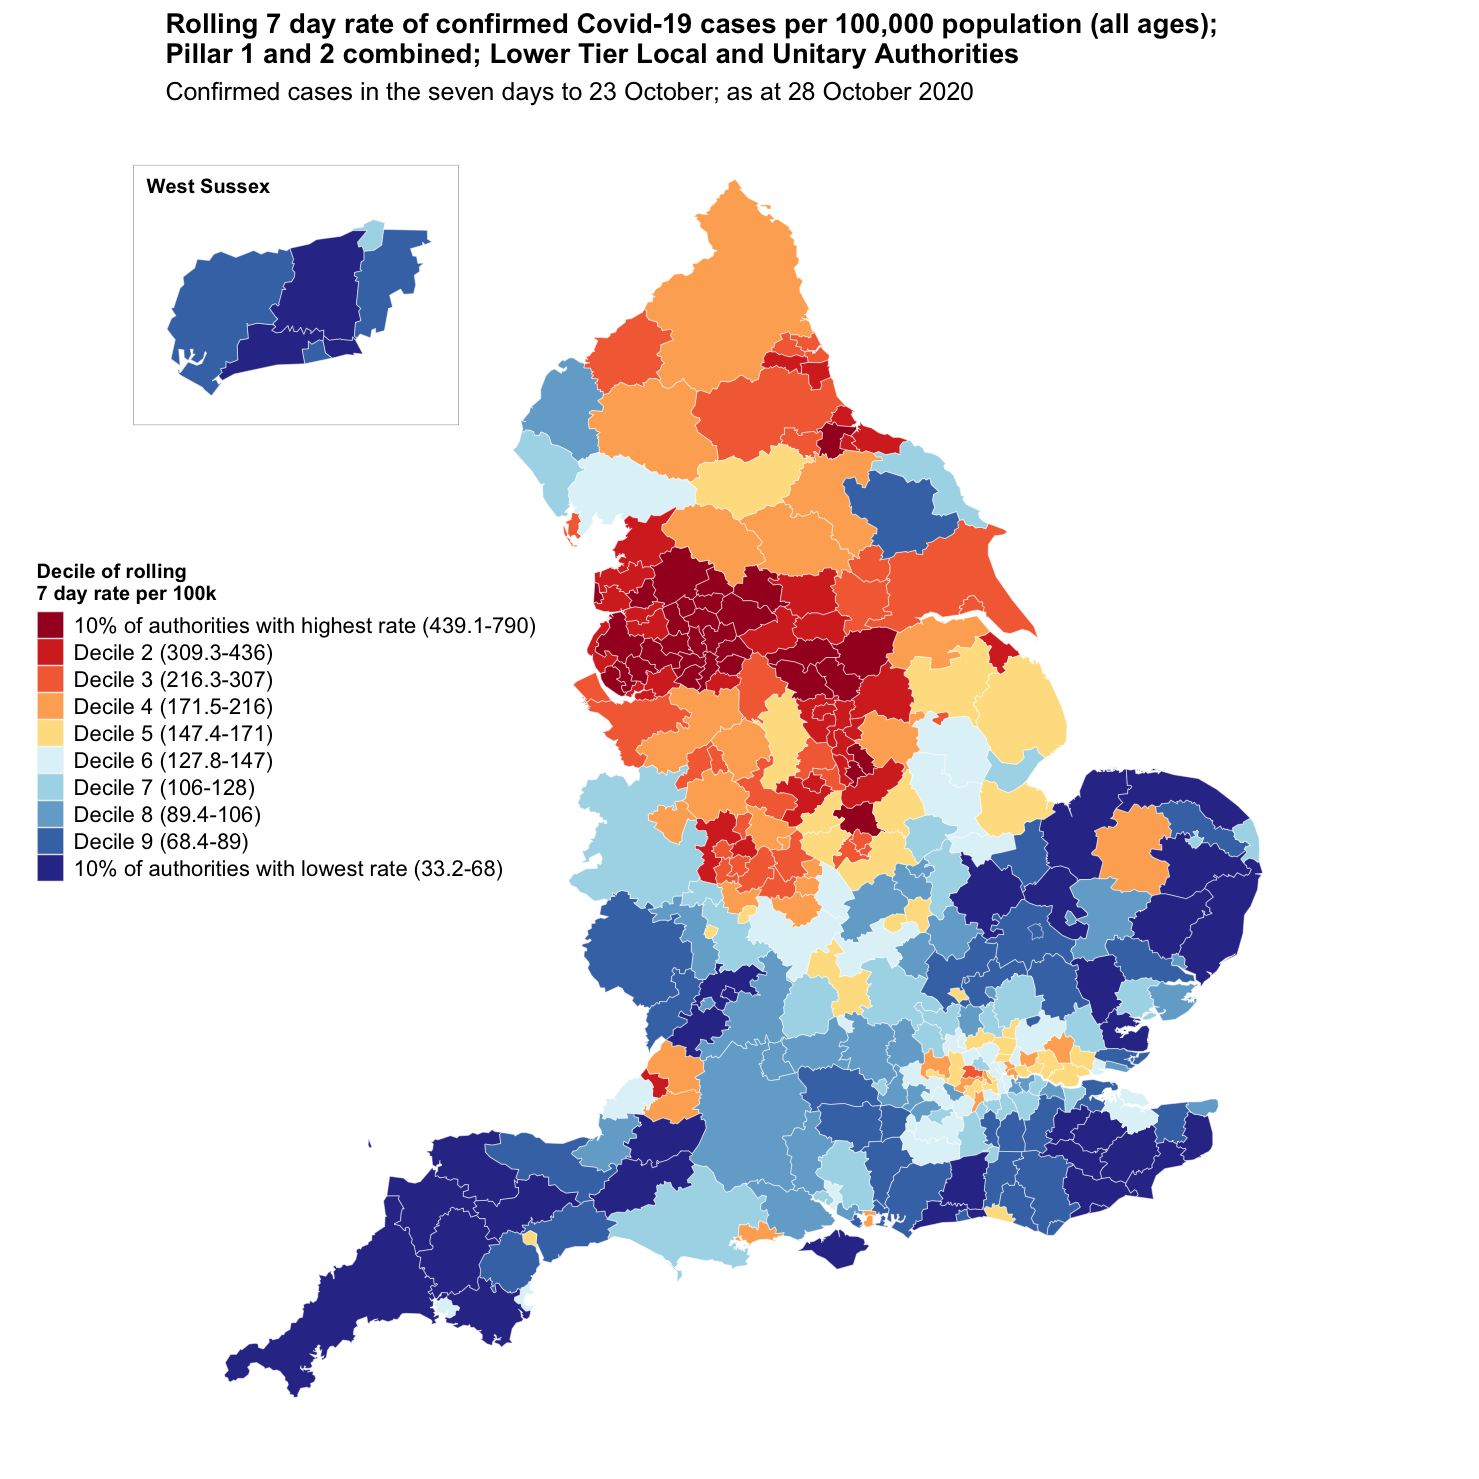 Rolling 7 day rate of confirmed Covid-19 cases per 100,000 population (all ages);
Pillar 1 and 2 combined; Lower Tier Local and Unitary Authorities
Confirmed cases in the seven days to 23 October; as at 28 October 2020
West Sussex
Decile of rolling
7 day rate per 100k
10% of authorities with highest rate (439.1-790)
Decile 2 (309.3-436)
Decile 3 (216.3-307)
Decile 4 (171.5-216)
Decile 5 (147.4-171)
Decile 6 (127.8-147)
Decile 7 (106-128)
Decile 8 (89.4-106)
Decile 9 (68.4-89)
10% of authorities with lowest rate (33.2-68)